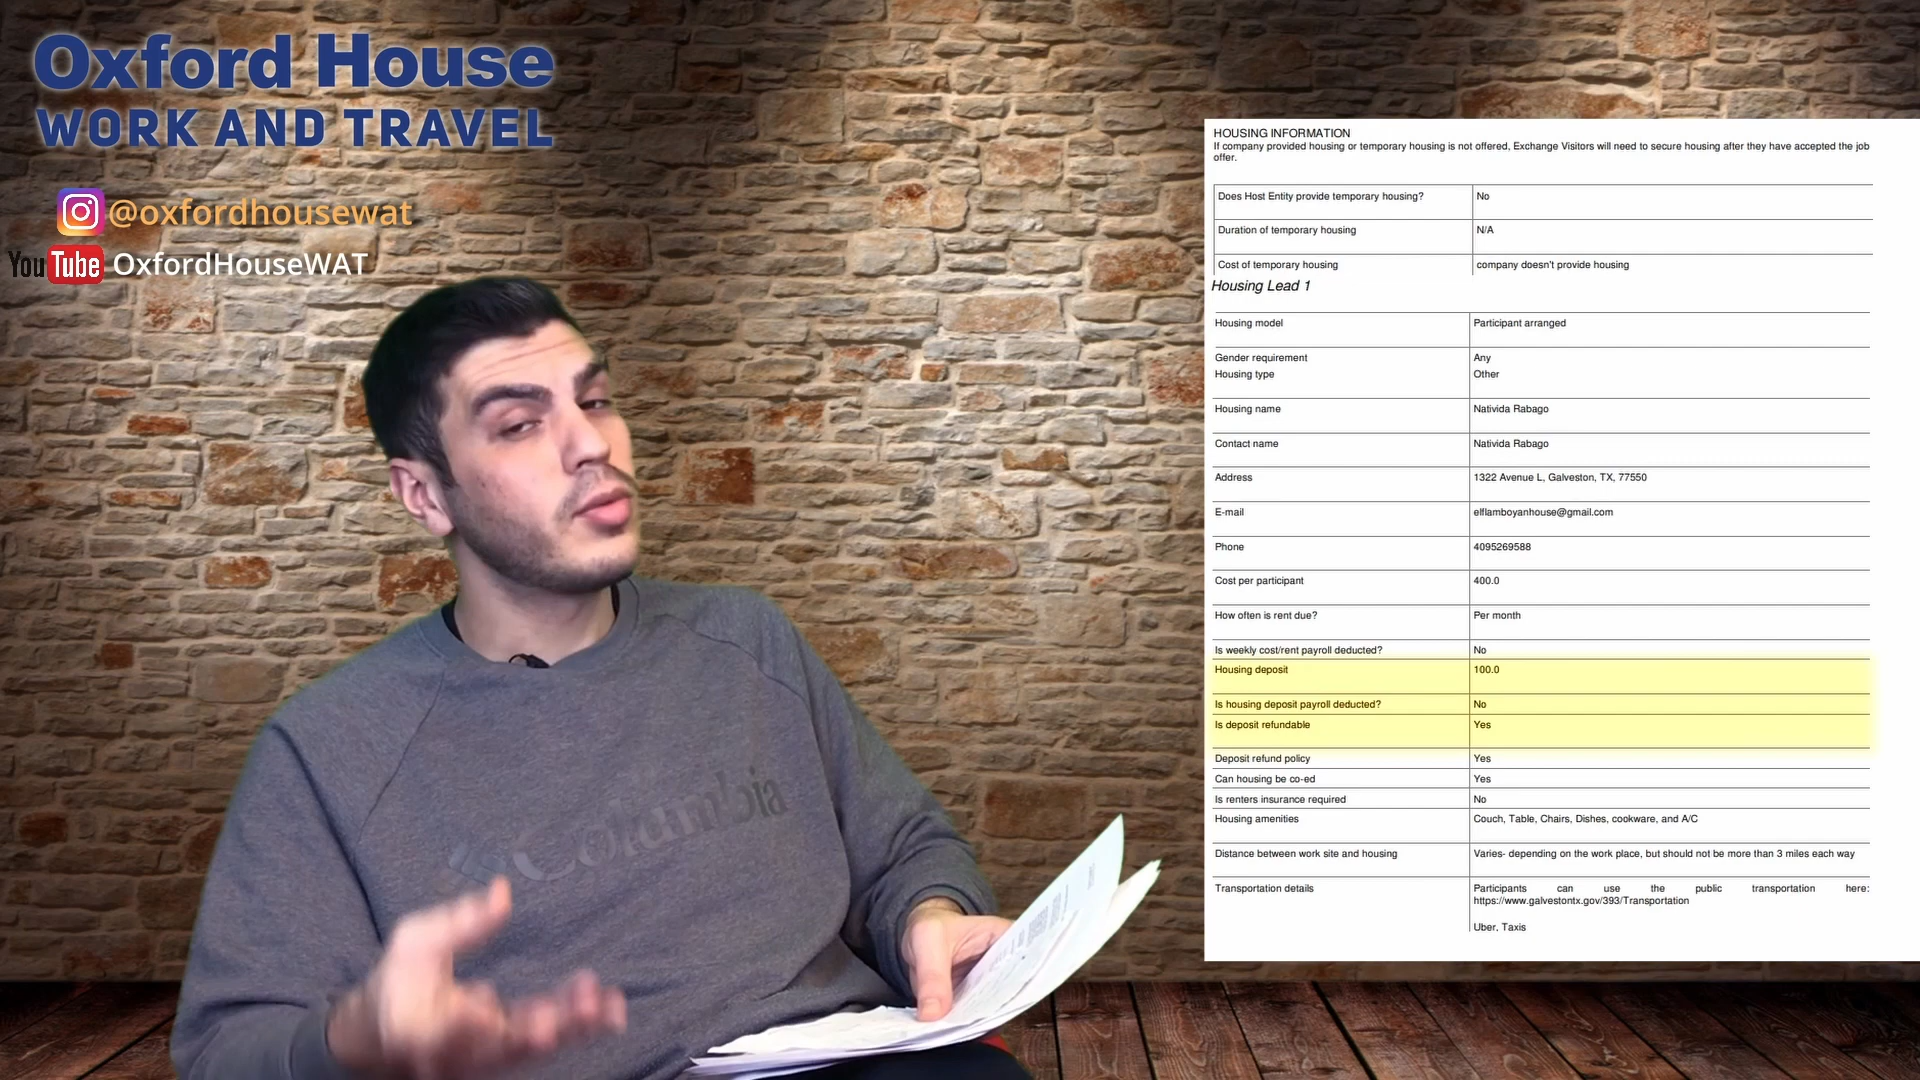 Oxford House
WORK AND TRAVEL
@oxfordhousewat
YouTube OxfordHouseWAT
Columbia
HOUSING INFORMATION
If company provided housing or temporary housing is not offered, Exchange Visitors will need to secure housing after they have accepted the job
offer.
Does Host Entity provide temporary housing? No
Duration of temporary housing N/A
Cost of temporary housing company doesn't provide housing
Housing Lead 1
Housing model Participant arranged
Gender requirement Any
Housing type Other
Housing name Nativida Rabago
Contact name Nativida Rabago
Address 1322 Avenue L, Galveston, TX, 77550
E-mail elflamboyanhouse@gmail.com
Phone 4095269588
Cost per participant 400.0
How often is rent due? Per month
Is weekly cost/rent payroll deducted? No
Housing deposit 100.0
Is housing deposit payroll deducted? No
Is deposit refundable Yes
Deposit refund policy Yes
Can housing be co-ed Yes
Is renters insurance required No
Housing amenities Couch, Table, Chairs, Dishes, cookware, and A/C
Distance between work site and housing Varies- depending on the work place, but should not be more than 3 miles each way
Transportation details Participants can use the public transportation here:
https://www.galvestontx.gov/393/Transportation
Uber, Taxis